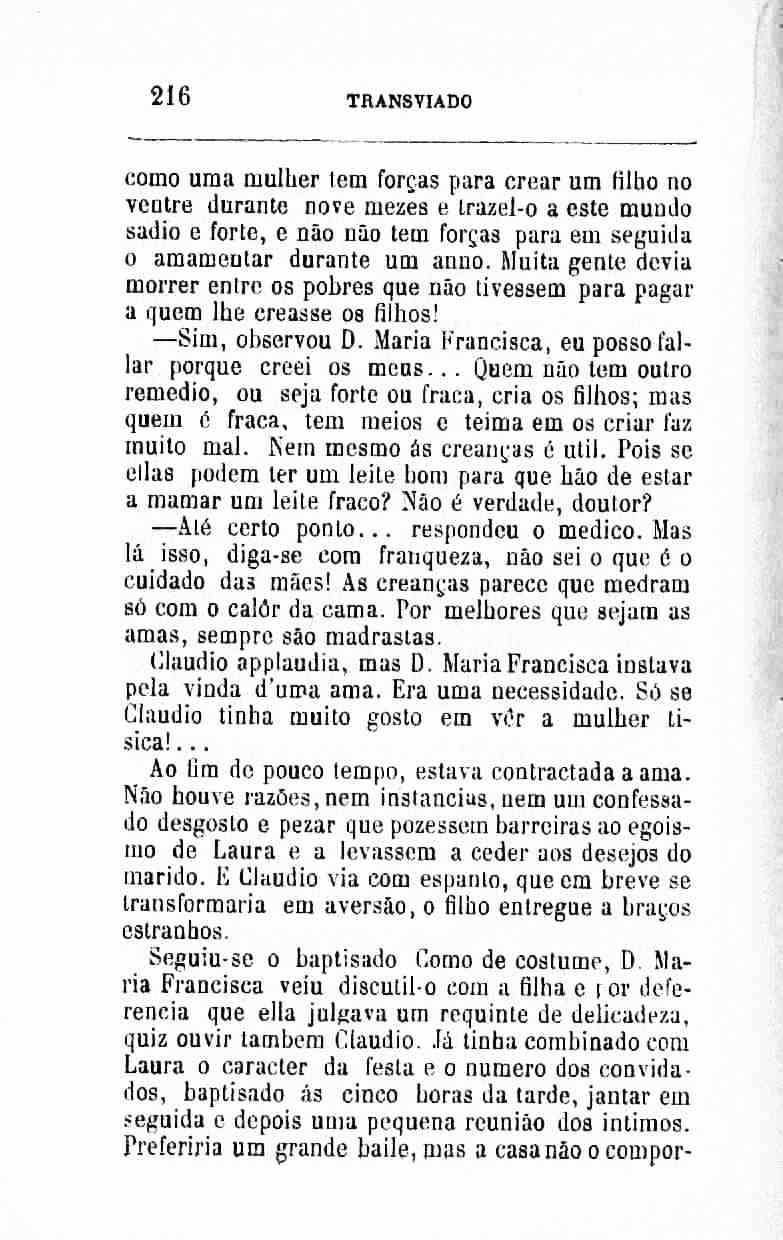 216
TRANSVIADO
como uma mulher tem forças para crear um filho no
ventre durante nove mezes e trazel-o a este mundo
sadio e forte, e não não tem forças para em seguida
o amamentar durante um anno. Muita gente devia
morrer entre os pobres que não tivessem para pagar
a quem lhe creasse os filhos!
—Sim, observou D. Maria Francisca, eu posso fal-
lar porque creei os meus... Quem não tem outro
remedio, ou seja forte ou fraca, cria os filhos; mas
quem é fraca, tem meios e teima em os criar faz
muito mal. Nem mesmo ás creanças é util. Pois se
ellas podem ter um leite bom para que hão de estar
a mamar um leite fraco? Não é verdade, doutor?
—Até certo ponto... respondeu o medico. Mas
lá isso, diga-se com franqueza, não sei o que é o
cuidado das mães! As creanças parece que medram
só com o calôr da cama. Por melhores que sejam as
amas, sempre são madrastas.
Claudio applaudia, mas D. Maria Francisca instava
pela vinda d'uma ama. Era uma necessidade. Só se
Claudio tinha muito gosto em vêr a mulher ti-
sica!...
Ao fim de pouco tempo, estava contractada a ama.
Não houve razões, nem instancias, nem um confessa-
do desgosto e pezar que pozessem barreiras ao egois-
mo de Laura e a levassem a ceder aos desejos do
marido. E Claudio via com espanto, que em breve se
transformaria em aversão, o filho entregue a braços
estranhos.
Seguiu-se o baptisado Como de costume, D. Ma-
ria Francisca veiu discutil-o com a filha e por defe-
rencia que ella julgava um requinte de delicadeza,
quiz ouvir tambem Claudio. Já tinha combinado com
Laura o caracter da festa e o numero dos convida-
dos, baptisado ás cinco horas da tarde, jantar em
seguida e depois uma pequena reunião dos intimos.
Preferiria um grande baile, mas a casa não o compor-